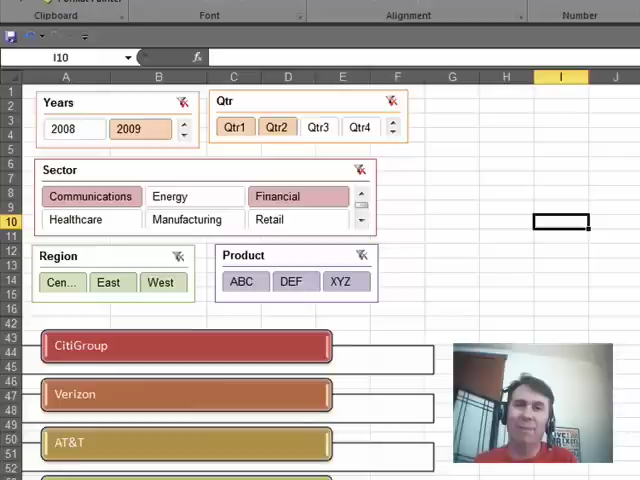 Format Painter
Clipboard Font Alignment Number
I10 fx
A B C D E F G H I J
1
2
3
4
5
6
7
8
9
10
11
12
13
14
15
16
42
43
44
45
46
47
48
50
51
52
Years
2008 2009
Qtr
Qtr1 Qtr2 Qtr3 Qtr4
Sector
Communications Energy Financial
Healthcare Manufacturing Retail
Region
Cen... East West
Product
ABC DEF XYZ
CitiGroup
Verizon
AT&T